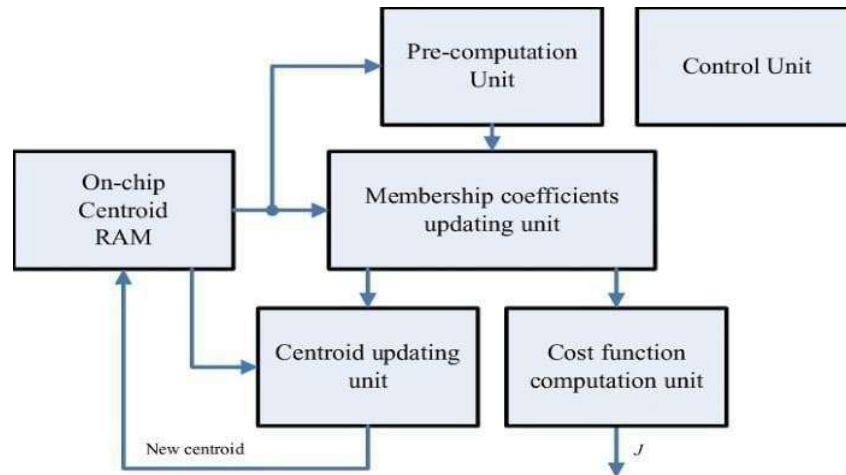 Pre-computation
Unit
Control Unit
On-chip
Centroid
RAM
Membership coefficients
updating unit
Centroid updating
unit
Cost function
computation unit
New centroid
J